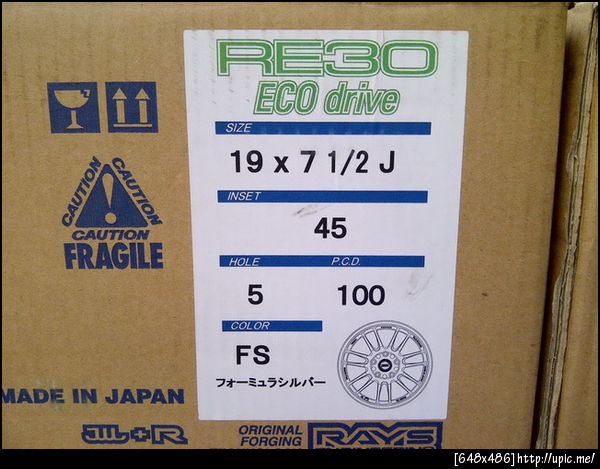 RE30
ECO drive
SIZE
19 x 7 1/2 J
INSET
45
HOLE P.C.D.
5 100
COLOR
FS
フォーミュラシルバー
CAUTION
CAUTION
CAUTION
FRAGILE
MADE IN JAPAN
+R
ORIGINAL
FORGING
RAYS
ENGINEERING
[648x486]http://upic.me/